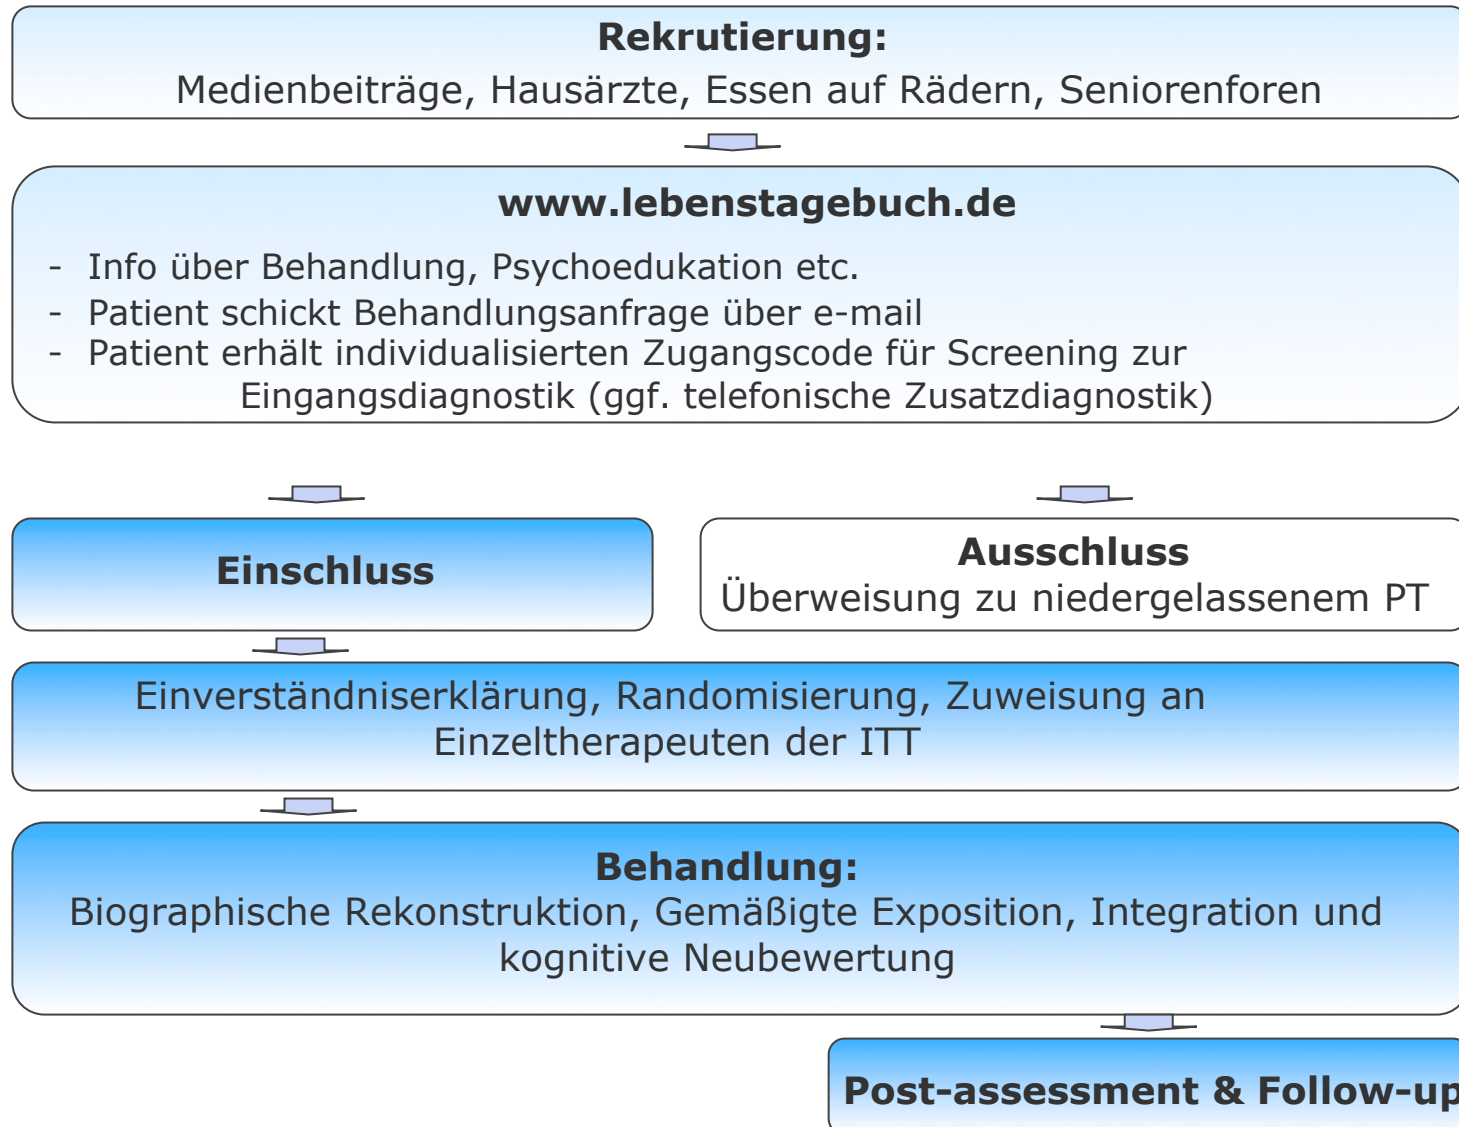 Rekrutierung:
Medienbeiträge, Hausärzte, Essen auf Rädern, Seniorenforen
www.lebenstagebuch.de
- Info über Behandlung, Psychoedukation etc.
- Patient schickt Behandlungsanfrage über e-mail
- Patient erhält individualisierten Zugangscode für Screening zur
Eingangsdiagnostik (ggf. telefonische Zusatzdiagnostik)
Einschluss
Ausschluss
Überweisung zu niedergelassenem PT
Einverständniserklärung, Randomisierung, Zuweisung an
Einzeltherapeuten der ITT
Behandlung:
Biographische Rekonstruktion, Gemäßigte Exposition, Integration und
kognitive Neubewertung
Post-assessment & Follow-up